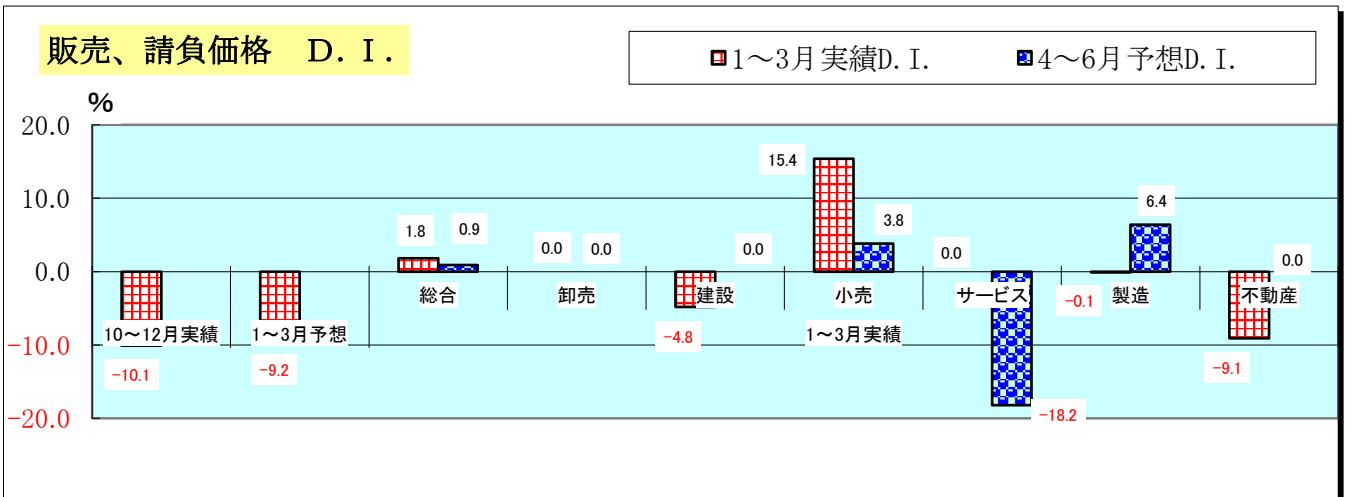 販売、請負価格　Ｄ．Ｉ．
1～3月実績D.I.
4～6月予想D.I.
%
20.0
10.0
0.0
-10.0
-20.0
15.4
3.8
6.4
1.8
0.9
0.0
0.0
0.0
0.0
0.0
総合
卸売
建設
小売
サービス
製造
不動産
-0.1
10～12月実績
1～3月予想
1～3月実績
-4.8
-10.1
-9.2
-9.1
-18.2